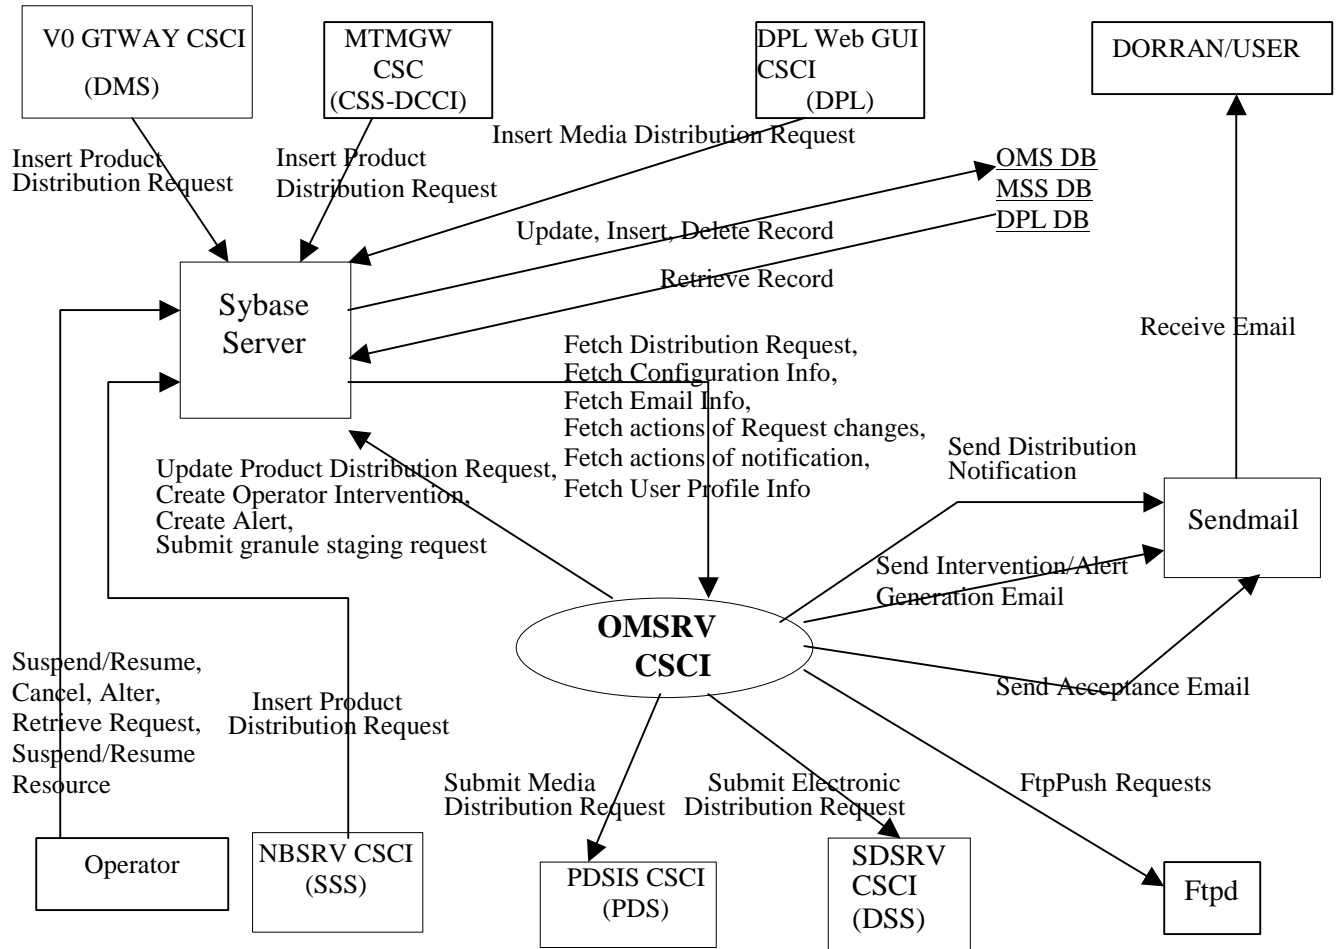 V0 GTWAY CSCI
(DMS)
MTMGW
CSC
(CSS-DCCI)
DPL Web GUI
CSCI
(DPL)
DORRAN/USER
Insert Product
Distribution Request
Insert Product
Distribution Request
Insert Media Distribution Request
OMS DB
MSS DB
DPL DB
Update, Insert, Delete Record
Retrieve Record
Sybase
Server
Receive Email
Fetch Distribution Request,
Fetch Configuration Info,
Fetch Email Info,
Fetch actions of Request changes,
Fetch actions of notification,
Fetch User Profile Info
Update Product Distribution Request,
Create Operator Intervention,
Create Alert,
Submit granule staging request
Send Distribution
Notification
Sendmail
Send Intervention/Alert
Generation Email
OMSRV
CSCI
Send Acceptance Email
Suspend/Resume,
Cancel, Alter,
Retrieve Request,
Suspend/Resume
Resource
Insert Product
Distribution Request
Submit Media
Distribution Request
Submit Electronic
Distribution Request
FtpPush Requests
Operator
NBSRV CSCI
(SSS)
PDSIS CSCI
(PDS)
SDSRV
CSCI
(DSS)
Ftpd